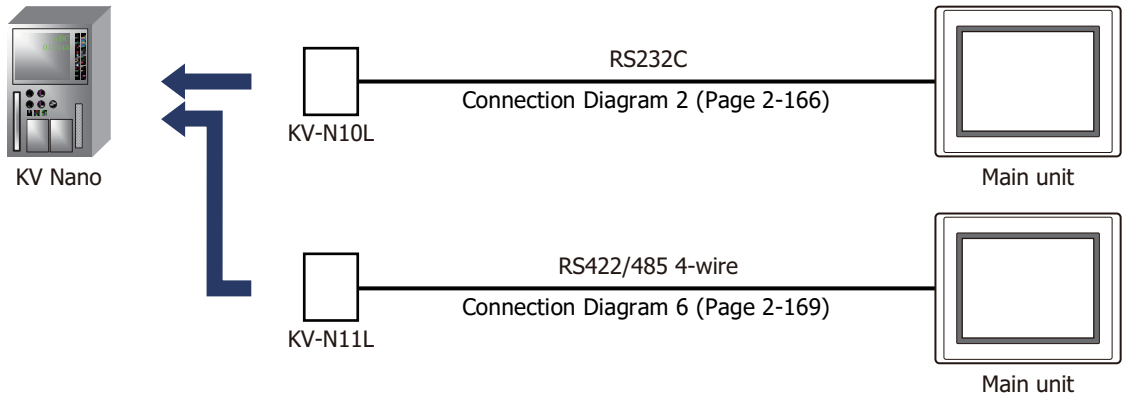 RS232C
Connection Diagram 2 (Page 2-166)
KV-N10L
KV Nano
Main unit
RS422/485 4-wire
Connection Diagram 6 (Page 2-169)
KV-N11L
Main unit